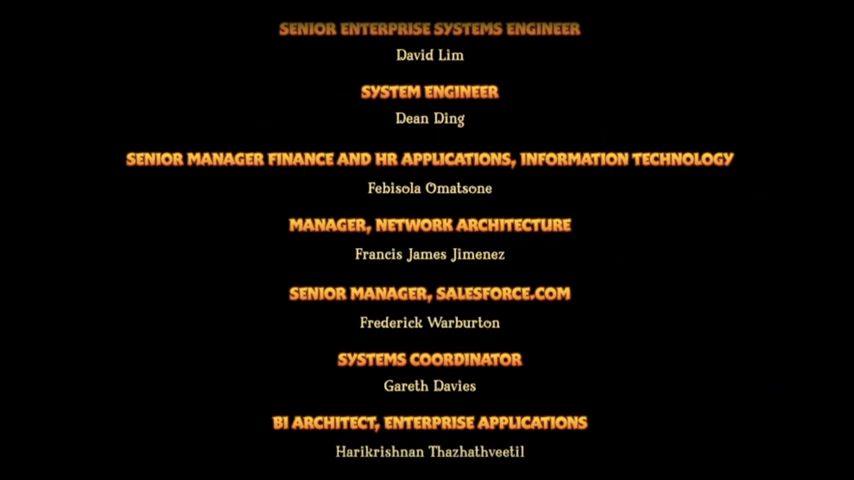 SENIOR ENTERPRISE SYSTEMS ENGINEER
David Lim
SYSTEM ENGINEER
Dean Ding
SENIOR MANAGER FINANCE AND HR APPLICATIONS, INFORMATION TECHNOLOGY
Febisola Omatsone
MANAGER, NETWORK ARCHITECTURE
Francis James Jimenez
SENIOR MANAGER, SALESFORCE.COM
Frederick Warburton
SYSTEMS COORDINATOR
Gareth Davies
BI ARCHITECT, ENTERPRISE APPLICATIONS
Harikrishnan Thazhathveetil